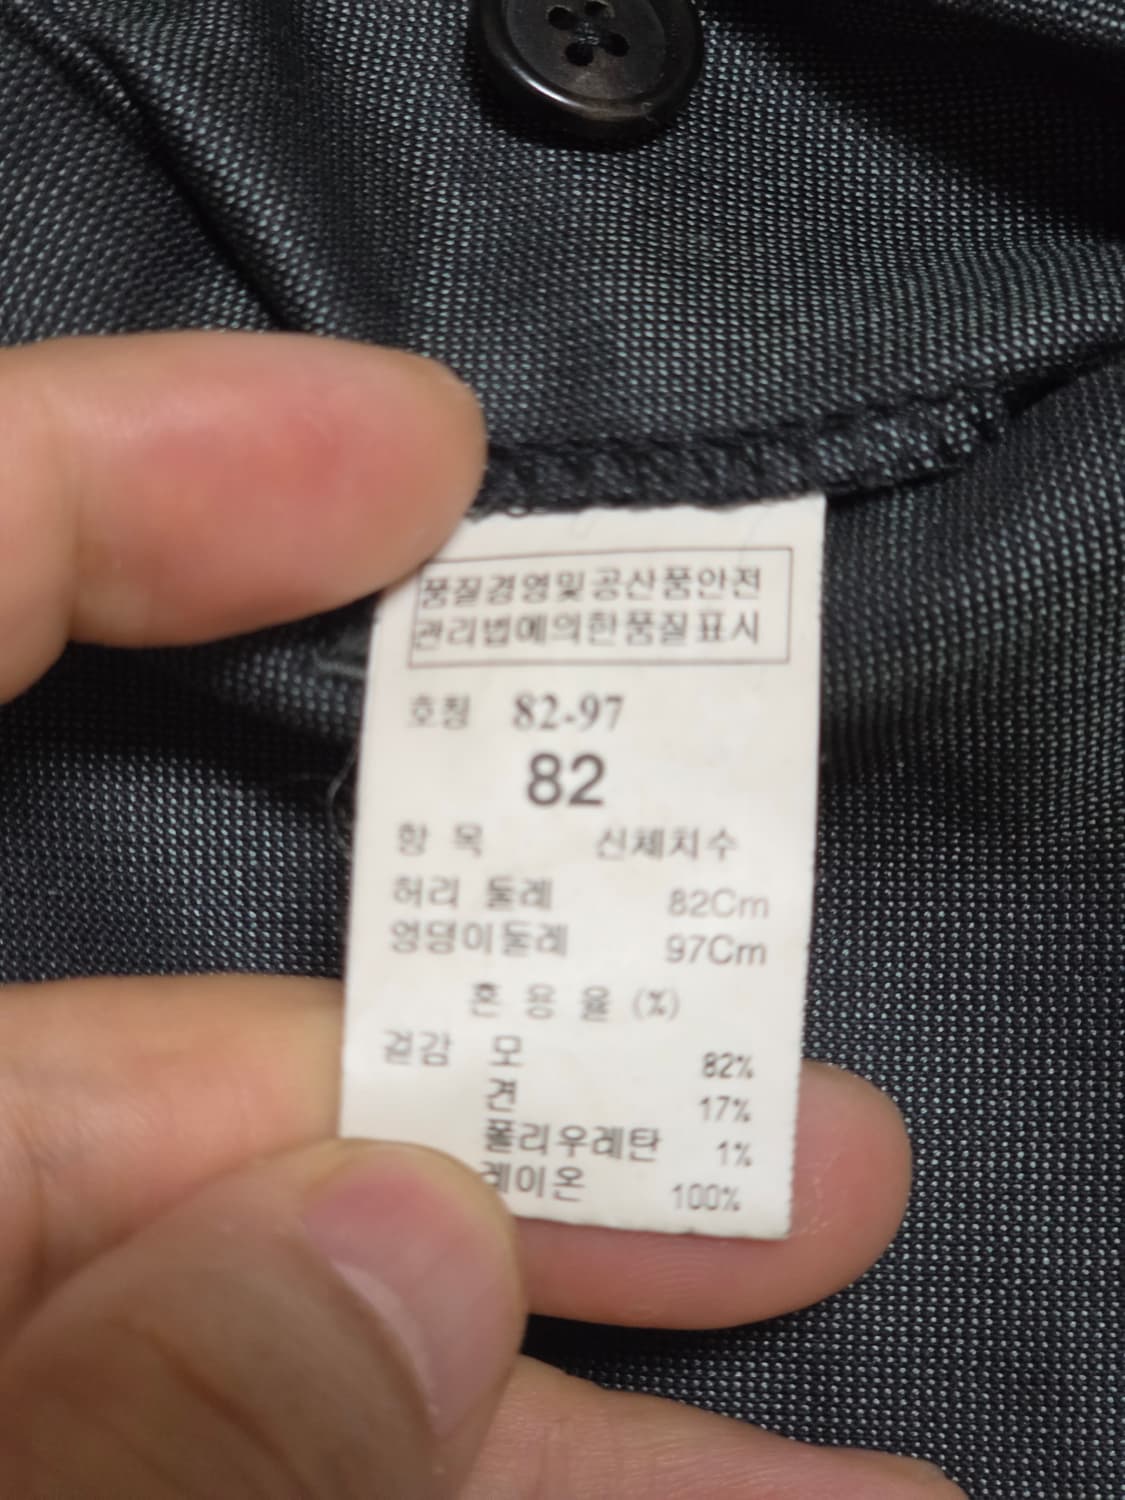 품질경영및공산품안전
관리법에의한품질표시
호칭 82-97
82
항 목 신체치수
허리 둘레 82Cm
엉덩이둘레 97Cm
혼 용 율 (%)
겉감 모 82%
견 17%
폴리우레탄 1%
레이온 100%